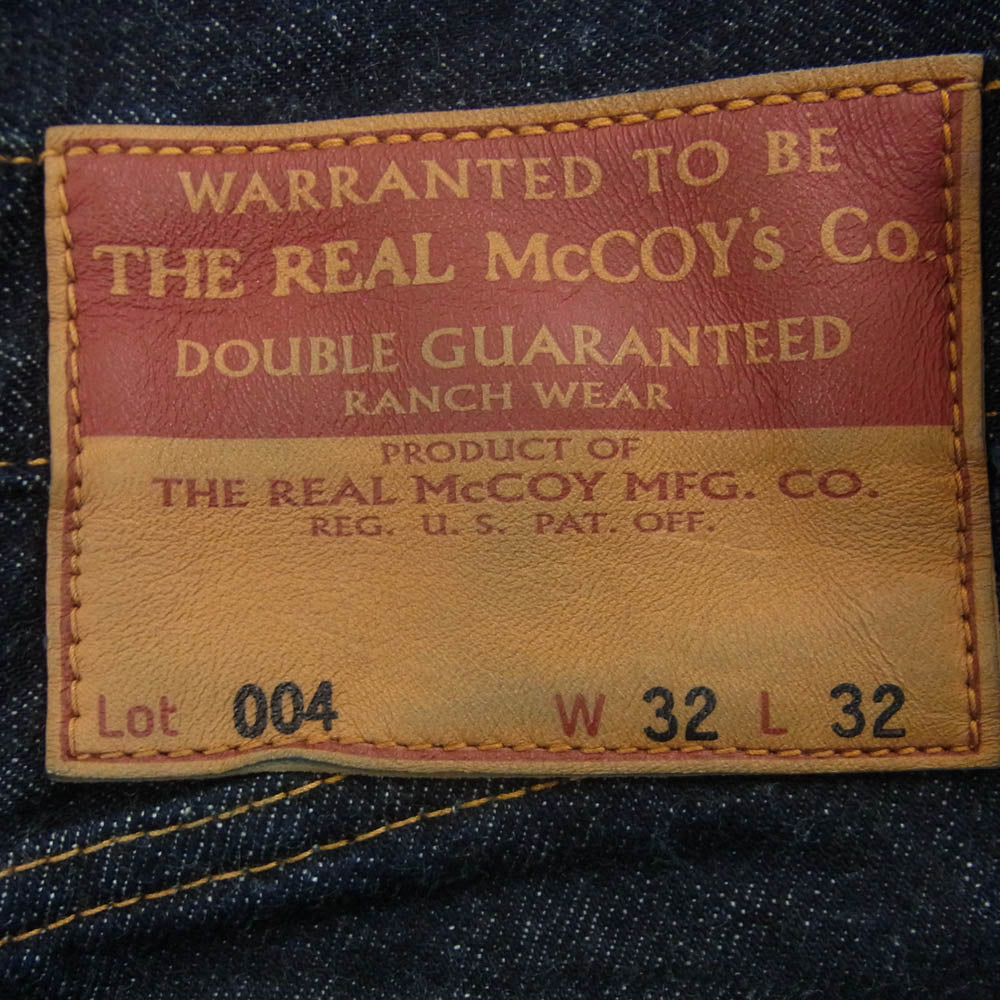 WARRANTED TO BE
THE REAL McCOY's Co.
DOUBLE GUARANTEED
RANCH WEAR
PRODUCT OF
THE REAL McCOY MFG. CO.
REG. U. S. PAT. OFF.
Lot 004 W 32 L 32